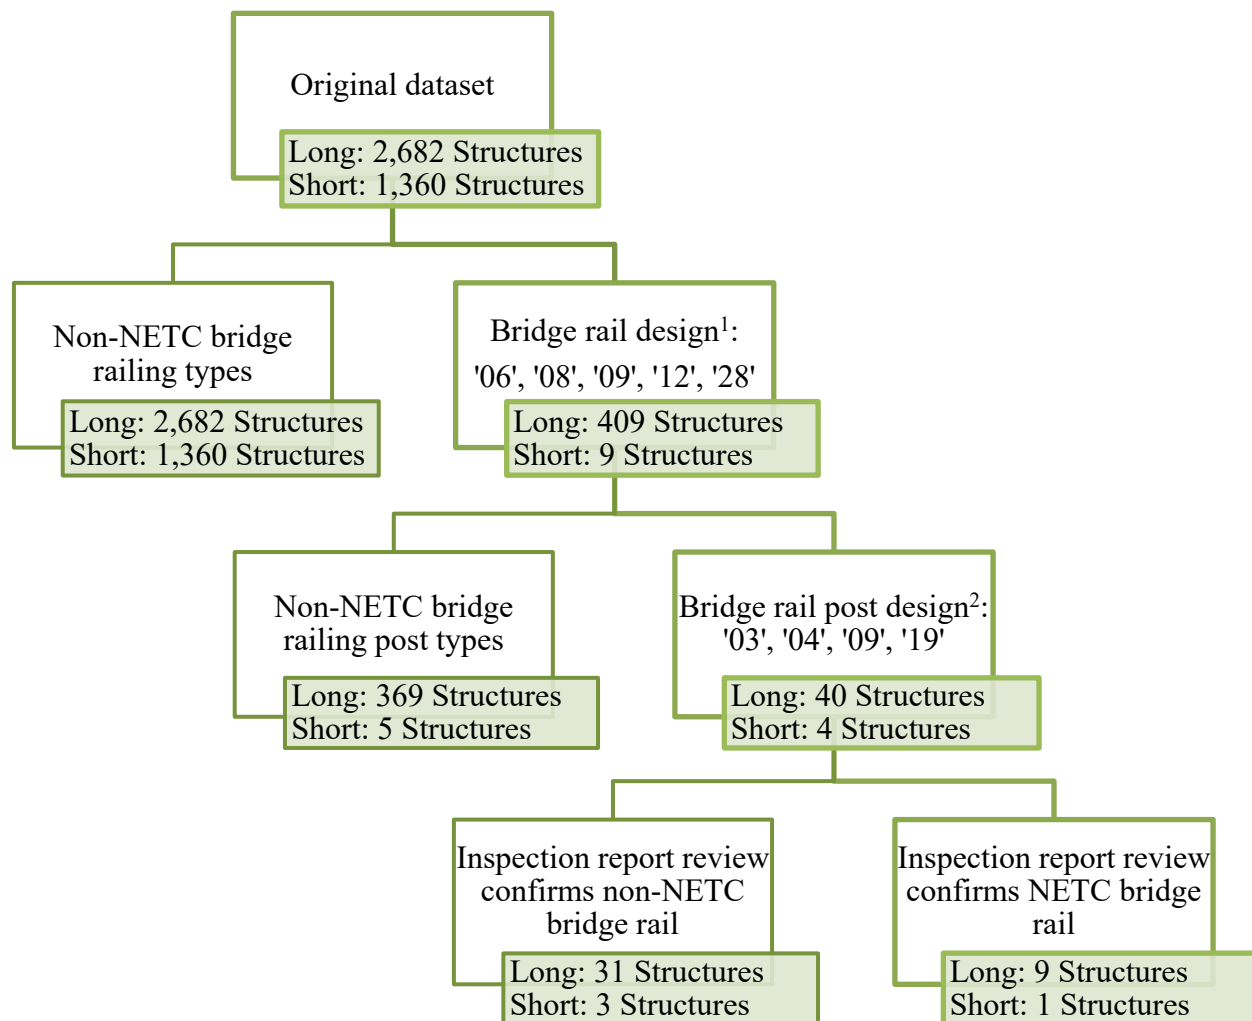 Original dataset
Long: 2,682 Structures
Short: 1,360 Structures
Non-NETC bridge
railing types
Long: 2,682 Structures
Short: 1,360 Structures
Bridge rail design¹:
'06', '08', '09', '12', '28'
Long: 409 Structures
Short: 9 Structures
Non-NETC bridge
railing post types
Long: 369 Structures
Short: 5 Structures
Bridge rail post design²:
'03', '04', '09', '19'
Long: 40 Structures
Short: 4 Structures
Inspection report review
confirms non-NETC
bridge rail
Long: 31 Structures
Short: 3 Structures
Inspection report review
confirms NETC bridge
rail
Long: 9 Structures
Short: 1 Structures